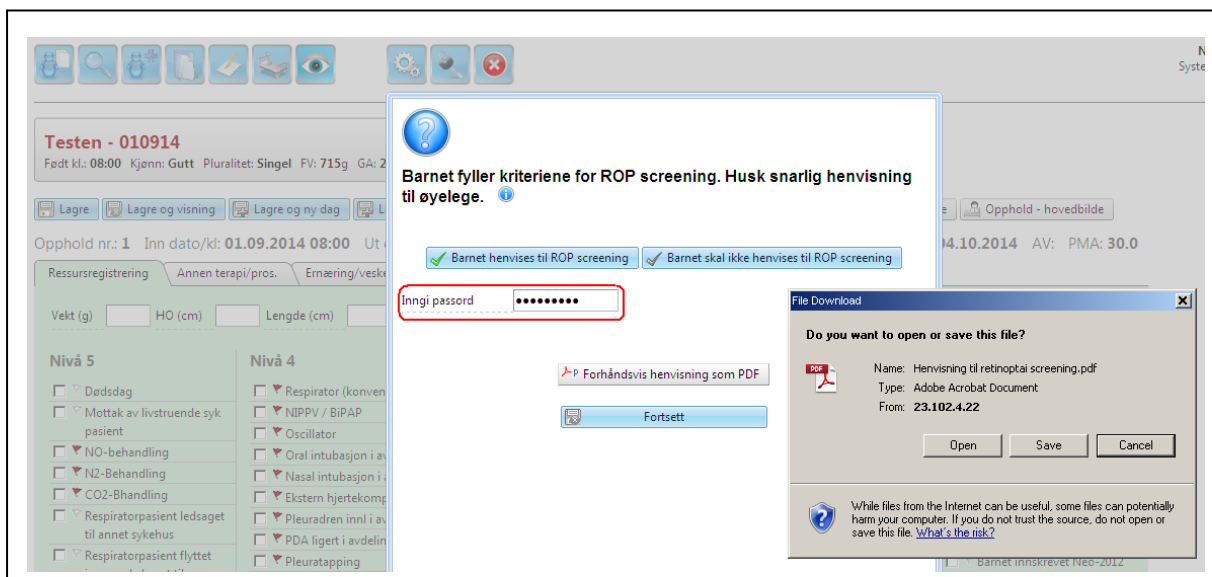 N
Syste
Testen - 010914
Født kl.: 08:00 Kjønn: Gutt Pluralitet: Singel FV: 715g GA: 2
Lagre Lagre og visning Lagre og ny dag L
Opphold - hovedbilde
Opphold nr.: 1 Inn dato/kl: 01.09.2014 08:00 Ut
04.10.2014 AV: PMA: 30.0
Ressursregistrering Annen terapi/pros. Ernæring/veske
Vekt (g) HO (cm) Lengde (cm)
Nivå 5
Dødsdag
Mottak av livstruende syk
pasient
NO-behandling
N2-Behandling
CO2-Bhandling
Respiratorpasient ledsaget
til annet sykehus
Respiratorpasient flyttet
Nivå 4
Respirator (konven
NIPPV / BiPAP
Oscillator
Oral intubasjon i av
Nasal intubasjon i
Ekstern hjertekomp
Pleuradren innl i av
PDA ligert i avdelin
Pleuratapping
Barnet fyller kriteriene for ROP screening. Husk snarlig henvisning
til øyelege.
Barnet henvises til ROP screening Barnet skal ikke henvises til ROP screening
Inngi passord •••••••••
Forhåndsvis henvisning som PDF
Fortsett
File Download
Do you want to open or save this file?
Name: Henvisning til retinoptai screening.pdf
Type: Adobe Acrobat Document
From: 23.102.4.22
Open Save Cancel
While files from the Internet can be useful, some files can potentially
harm your computer. If you do not trust the source, do not open or
save this file. What's the risk?
Barnet innskrevet Neo-2012